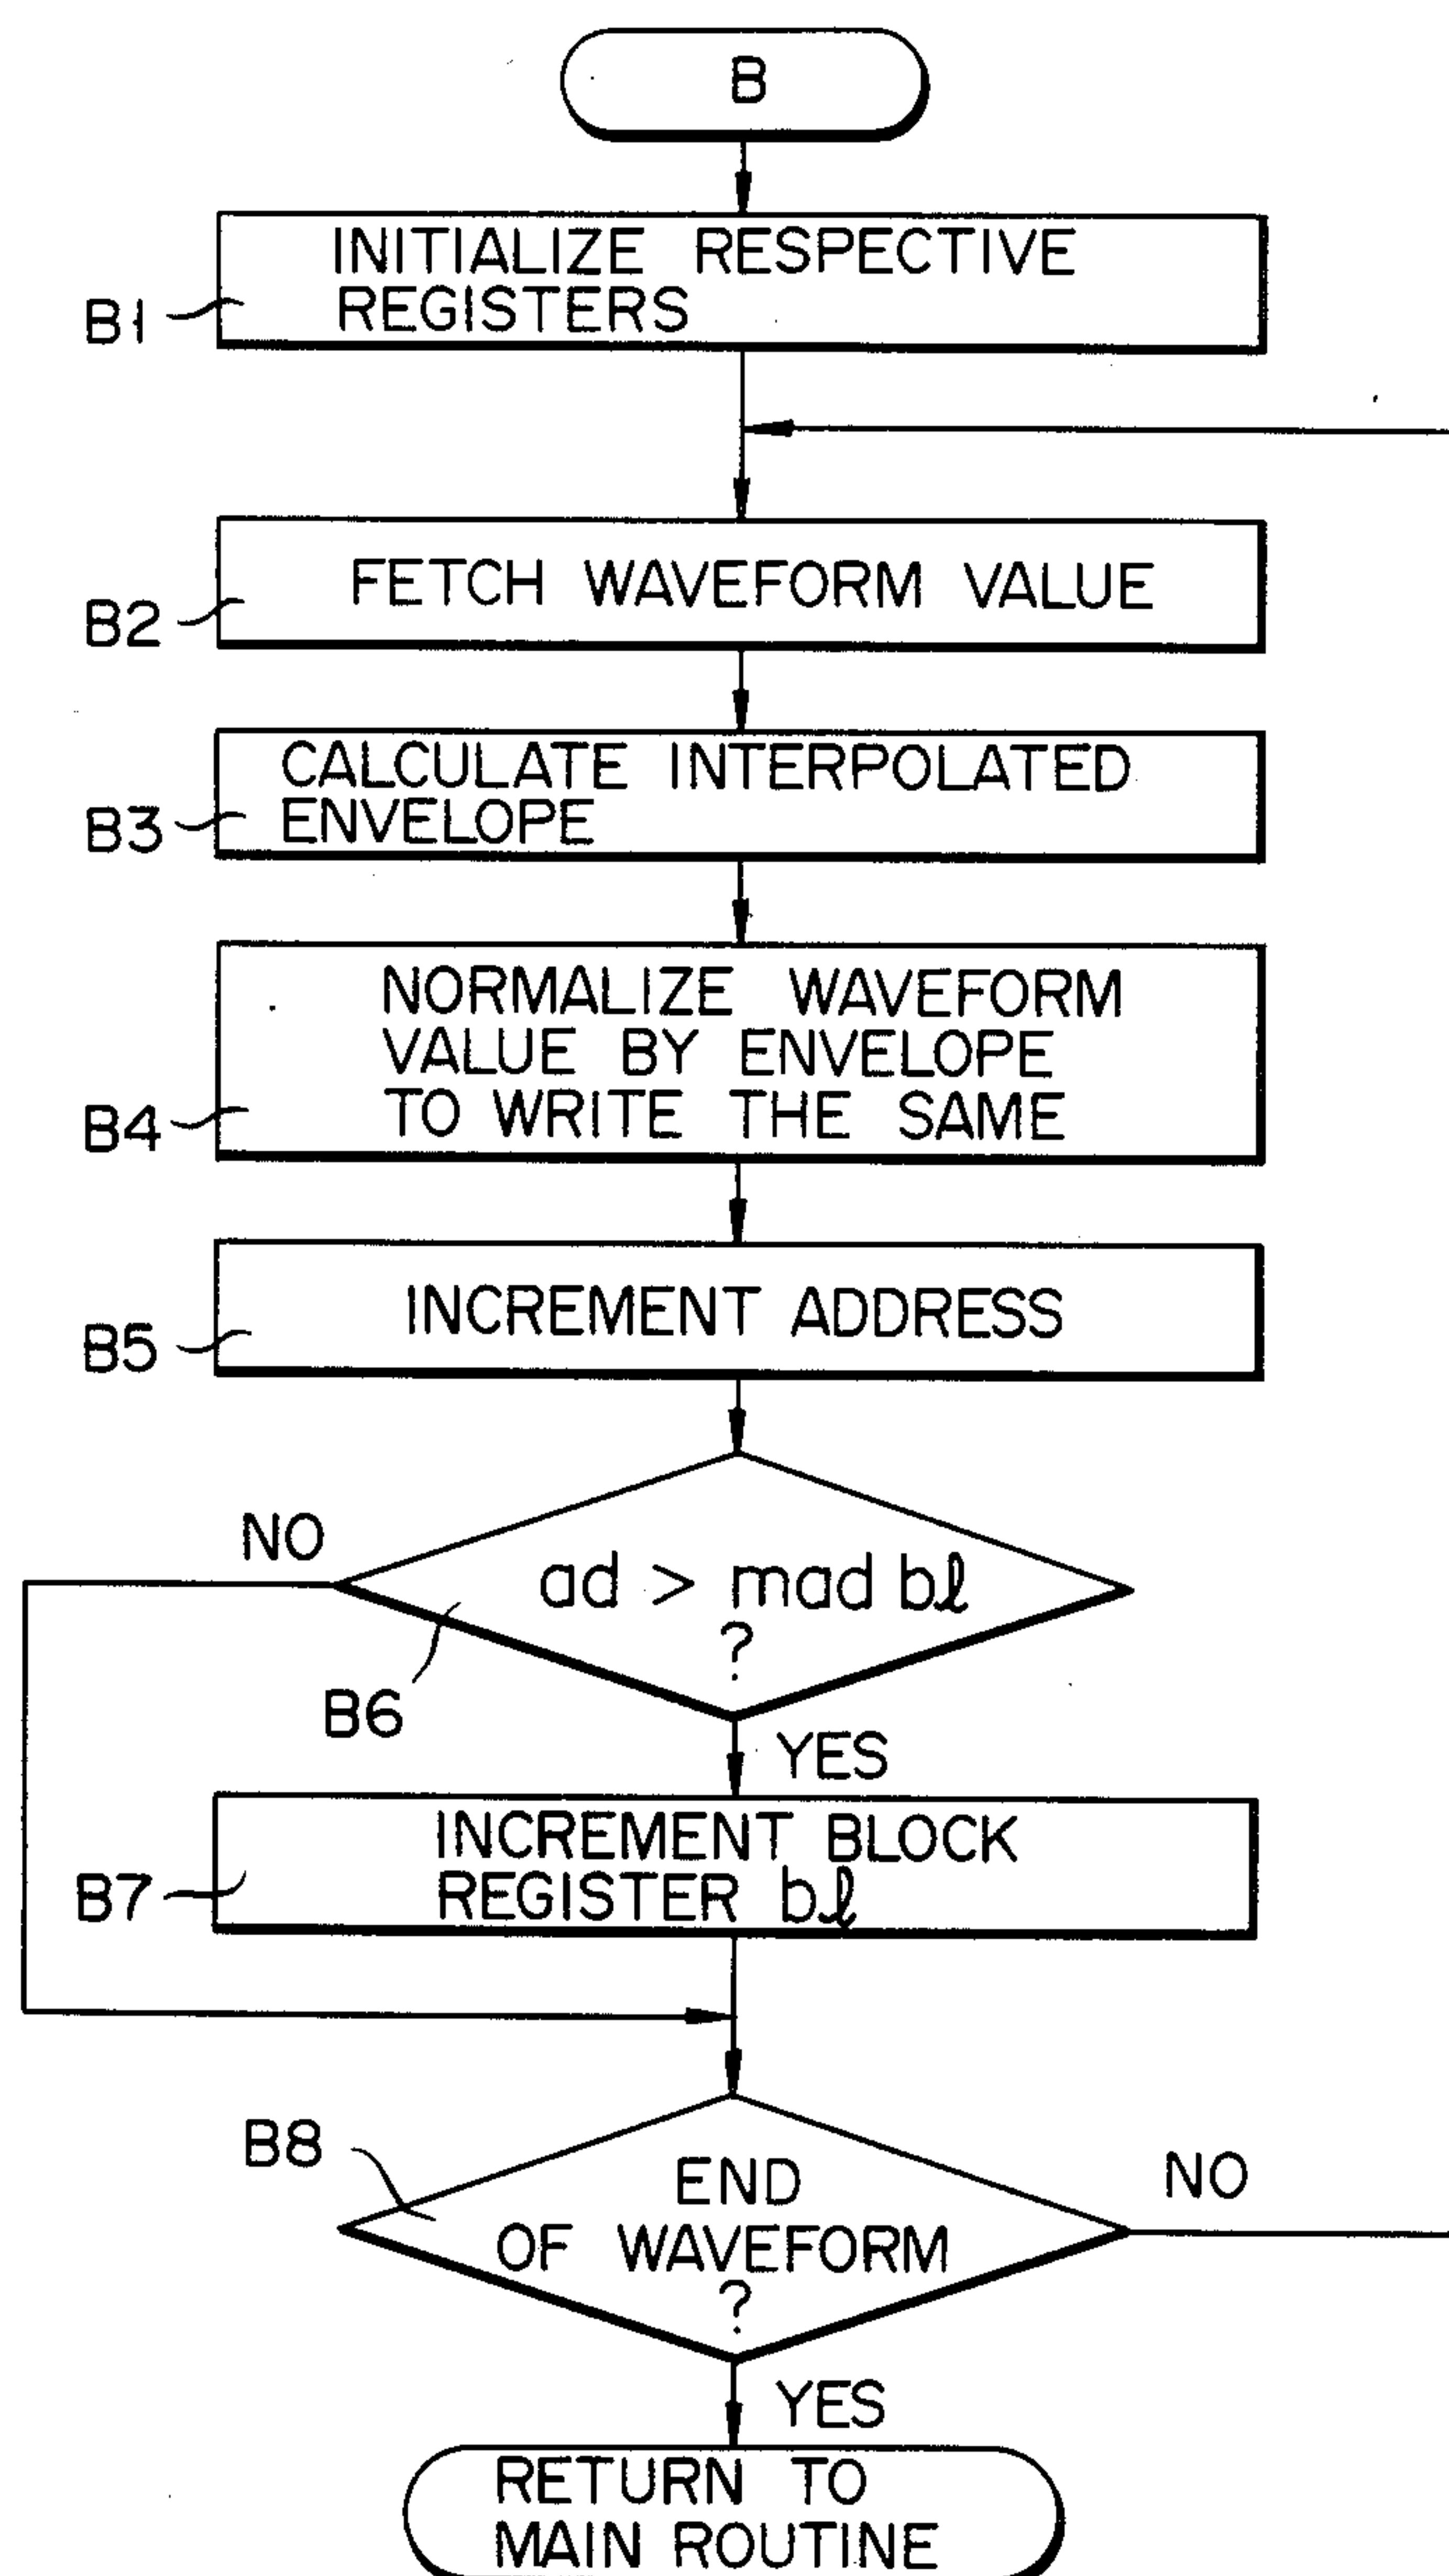 B
INITIALIZE RESPECTIVE
REGISTERS
B1
FETCH WAVEFORM VALUE
B2
CALCULATE INTERPOLATED
ENVELOPE
B3
NORMALIZE WAVEFORM
VALUE BY ENVELOPE
TO WRITE THE SAME
B4
INCREMENT ADDRESS
B5
NO
ad > mad bℓ
?
B6
YES
INCREMENT BLOCK
REGISTER bℓ
B7
B8
END
OF WAVEFORM
?
NO
YES
RETURN TO
MAIN ROUTINE